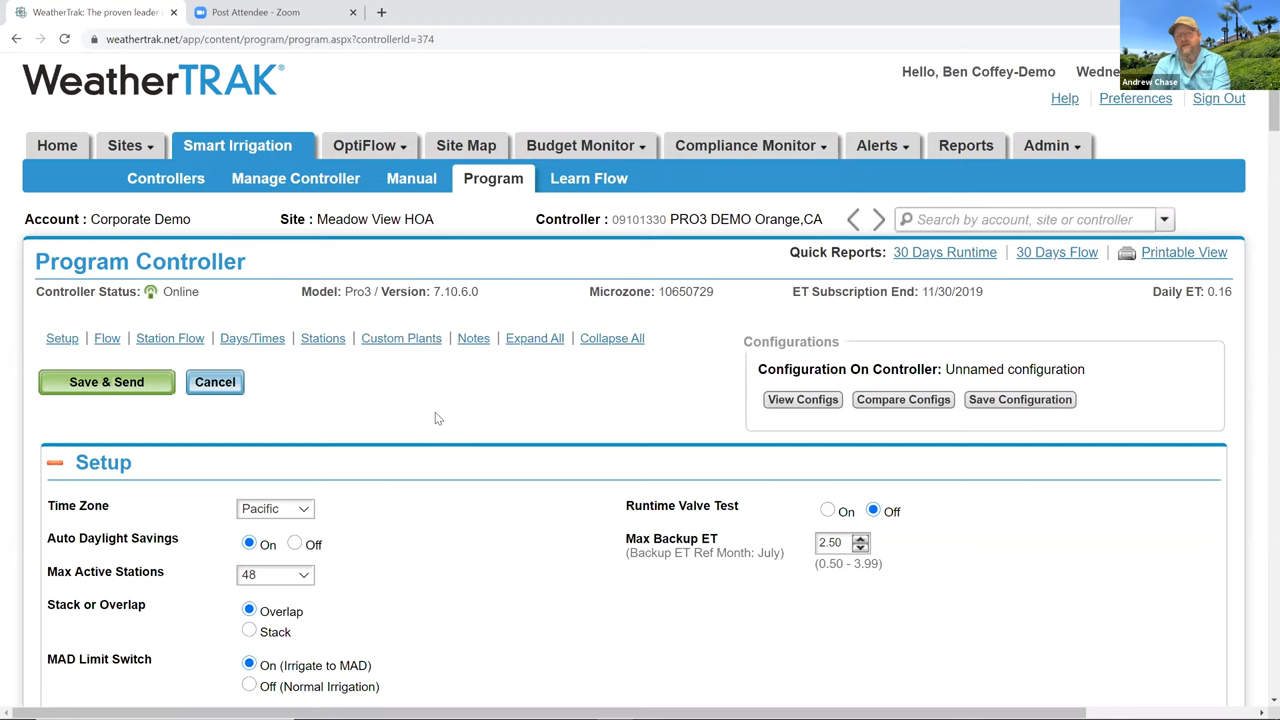 WeatherTrak: The proven leader
Post Attendee - Zoom
weathertrak.net/app/content/program/program.aspx?controllerId=374
Andrew Chase
WeatherTRAK®
Hello, Ben Coffey-Demo Wedne
Help Preferences Sign Out
Home Sites Smart Irrigation OptiFlow Site Map Budget Monitor Compliance Monitor Alerts Reports Admin
Controllers Manage Controller Manual Program Learn Flow
Account : Corporate Demo Site : Meadow View HOA Controller : 09101330 PRO3 DEMO Orange,CA Search by account, site or controller
Quick Reports: 30 Days Runtime 30 Days Flow Printable View
Program Controller
Controller Status: Online Model: Pro3 / Version: 7.10.6.0 Microzone: 10650729 ET Subscription End: 11/30/2019 Daily ET: 0.16
Setup | Flow | Station Flow | Days/Times | Stations | Custom Plants | Notes | Expand All | Collapse All
Configurations
Configuration On Controller: Unnamed configuration
Save & Send Cancel
View Configs Compare Configs Save Configuration
Setup
Time Zone Pacific
Runtime Valve Test On Off
Auto Daylight Savings On Off
Max Backup ET 2.50
(Backup ET Ref Month: July)
(0.50 - 3.99)
Max Active Stations 48
Stack or Overlap Overlap
Stack
MAD Limit Switch On (Irrigate to MAD)
Off (Normal Irrigation)